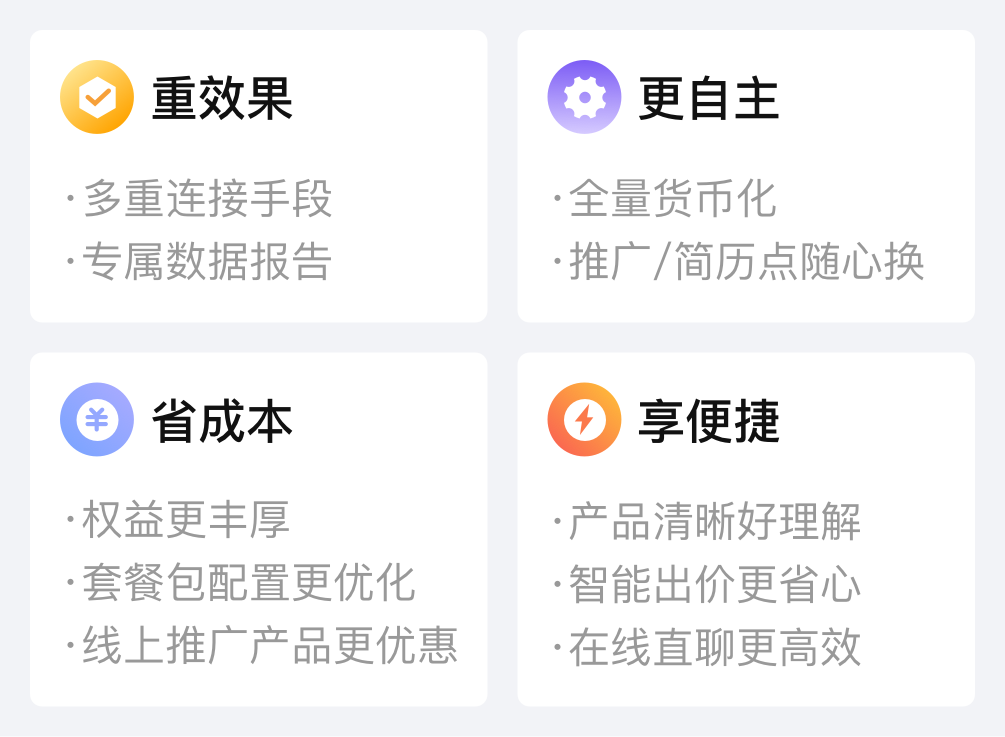 重效果
·多重连接手段
·专属数据报告
更自主
·全量货币化
·推广/简历点随心换
省成本
·权益更丰厚
·套餐包配置更优化
·线上推广产品更优惠
享便捷
·产品清晰好理解
·智能出价更省心
·在线直聊更高效